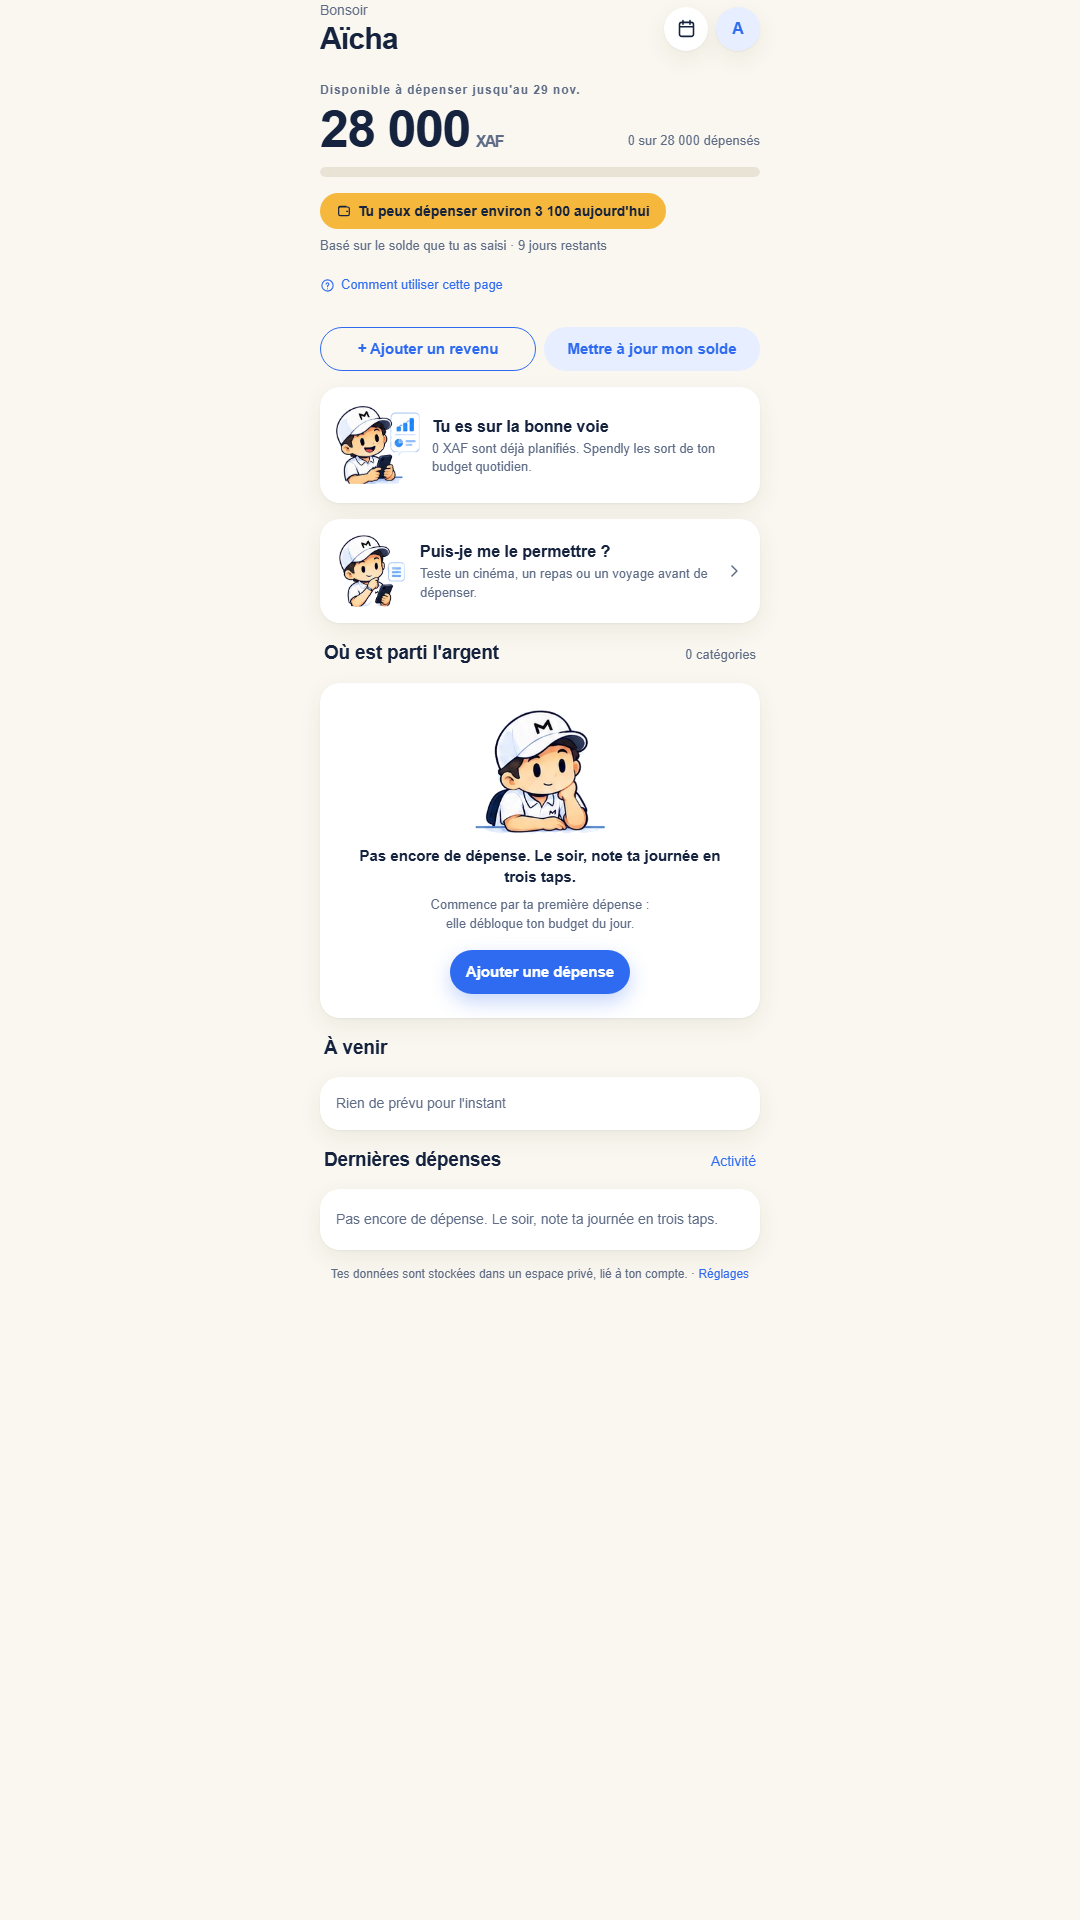 Bonsoir
Aïcha
A
Disponible à dépenser jusqu'au 29 nov.
28 000 XAF
0 sur 28 000 dépensés
Tu peux dépenser environ 3 100 aujourd'hui
Basé sur le solde que tu as saisi · 9 jours restants
Comment utiliser cette page
+ Ajouter un revenu
Mettre à jour mon solde
Tu es sur la bonne voie
0 XAF sont déjà planifiés. Spendly les sort de ton
budget quotidien.
Puis-je me le permettre ?
Teste un cinéma, un repas ou un voyage avant de
dépenser.
Où est parti l'argent
0 catégories
Pas encore de dépense. Le soir, note ta journée en
trois taps.
Commence par ta première dépense :
elle débloque ton budget du jour.
Ajouter une dépense
À venir
Rien de prévu pour l'instant
Dernières dépenses
Activité
Pas encore de dépense. Le soir, note ta journée en trois taps.
Tes données sont stockées dans un espace privé, lié à ton compte. · Réglages